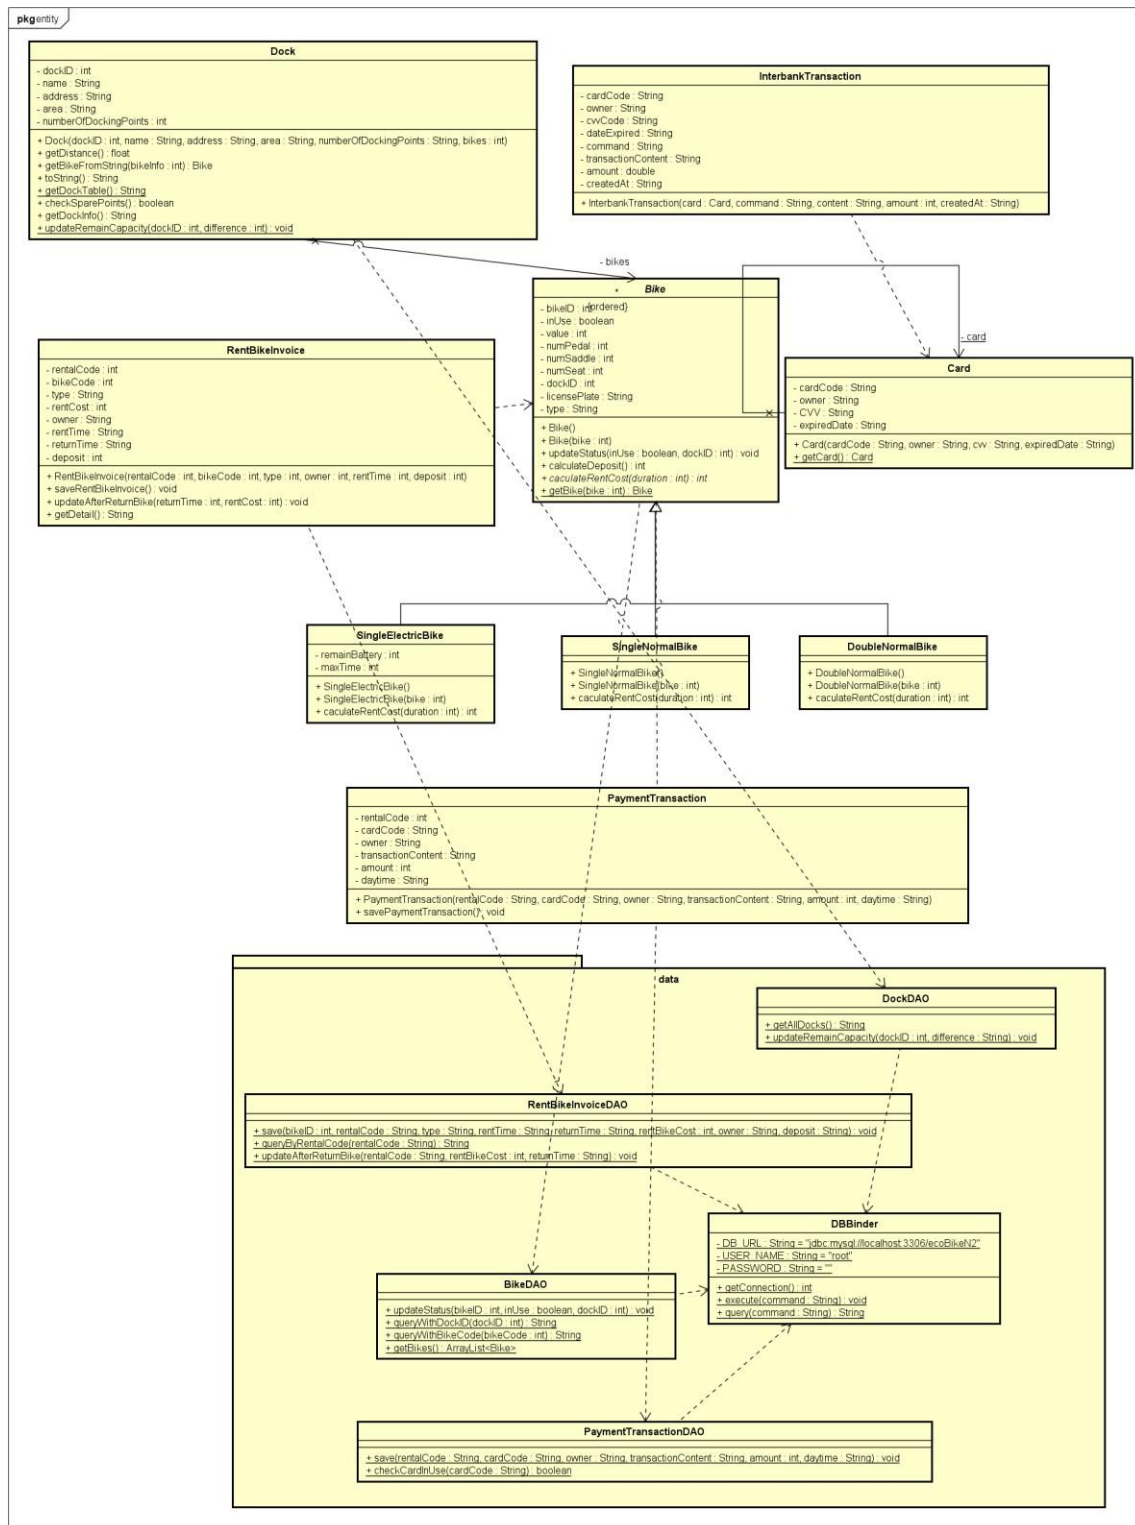 pkg entity
Dock
- dockID : int
- name : String
- address : String
- area : String
- numberOfDockingPoints : int
+ Dock(dockID : int, name : String, address : String, area : String, numberOfDockingPoints : String, bikes : int)
+ getDistance() : float
+ getBikeFromString(bikeInfo : int) : Bike
+ toString() : String
+ getDockTable() : String
+ checkSparePoints() : boolean
+ getDockInfo() : String
+ updateRemainCapacity(dockID : int, difference : int) : void
InterbankTransaction
- cardCode : String
- owner : String
- cvvCode : String
- dateExpired : String
- command : String
- transactionContent : String
- amount : double
- createdAt : String
+ InterbankTransaction(card : Card, command : String, content : String, amount : int, createdAt : String)
- bikes
*
{ordered}
Bike
- bikeID : int
- inUse : boolean
- value : int
- numPedal : int
- numSaddle : int
- numSeat : int
- dockID : int
- licensePlate : String
- type : String
+ Bike()
+ Bike(bike : int)
+ updateStatus(inUse : boolean, dockID : int) : void
+ calculateDeposit() : int
+ caculateRentCost(duration : int) : int
+ getBike(bike : int) : Bike
- card
Card
- cardCode : String
- owner : String
- CVV : String
- expiredDate : String
+ Card(cardCode : String, owner : String, cvv : String, expiredDate : String)
+ getCard() : Card
RentBikeInvoice
- rentalCode : int
- bikeCode : int
- type : String
- rentCost : int
- owner : String
- rentTime : String
- returnTime : String
- deposit : int
+ RentBikeInvoice(rentalCode : int, bikeCode : int, type : int, owner : int, rentTime : int, deposit : int)
+ saveRentBikeInvoice() : void
+ updateAfterReturnBike(returnTime : int, rentCost : int) : void
+ getDetail() : String
SingleElectricBike
- remainBattery : int
- maxTime : int
+ SingleElectricBike()
+ SingleElectricBike(bike : int)
+ caculateRentCost(duration : int) : int
SingleNormalBike
+ SingleNormalBike()
+ SingleNormalBike(bike : int)
+ caculateRentCost(duration : int) : int
DoubleNormalBike
+ DoubleNormalBike()
+ DoubleNormalBike(bike : int)
+ caculateRentCost(duration : int) : int
PaymentTransaction
- rentalCode : int
- cardCode : String
- owner : String
- transactionContent : String
- amount : int
- daytime : String
+ PaymentTransaction(rentalCode : String, cardCode : String, owner : String, transactionContent : String, amount : int, daytime : String)
+ savePaymentTransaction() : void
data
DockDAO
+ getAllDocks() : String
+ updateRemainCapacity(dockID : int, difference : String) : void
RentBikeInvoiceDAO
+ save(bikeID : int, rentalCode : String, type : String, rentTime : String, returnTime : String, rentBikeCost : int, owner : String, deposit : String) : void
+ queryByRentalCode(rentalCode : String) : String
+ updateAfterReturnBike(rentalCode : String, rentBikeCost : int, returnTime : String) : void
DBBinder
- DB_URL : String = "jdbc:mysql://localhost:3306/ecoBikeN2"
- USER_NAME : String = "root"
- PASSWORD : String = ""
+ getConnection() : int
+ execute(command : String) : void
+ query(command : String) : String
BikeDAO
+ updateStatus(bikeID : int, inUse : boolean, dockID : int) : void
+ queryWithDockID(dockID : int) : String
+ queryWithBikeCode(bikeCode : int) : String
+ getBikes() : ArrayList<Bike>
PaymentTransactionDAO
+ save(rentalCode : String, cardCode : String, owner : String, transactionContent : String, amount : int, daytime : String) : void
+ checkCardInUse(cardCode : String) : boolean